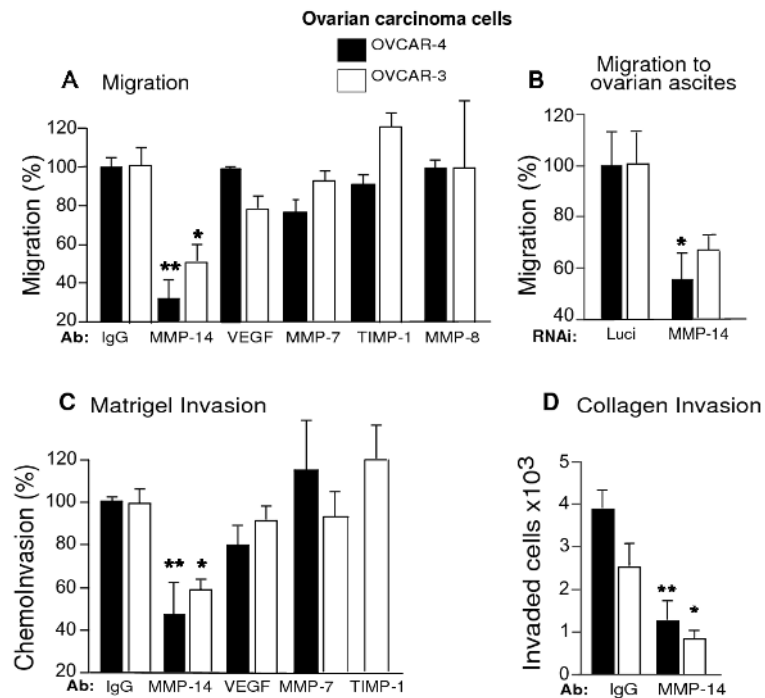 Ovarian carcinoma cells
OVCAR-4
OVCAR-3
A Migration
Migration (%)
120
100
80
60
40
20
** *
Ab: IgG MMP-14 VEGF MMP-7 TIMP-1 MMP-8
B Migration to
ovarian ascites
Migration (%)
120
100
80
60
40
*
RNAi: Luci MMP-14
C Matrigel Invasion
ChemoInvasion (%)
120
100
80
60
40
20
** *
Ab: IgG MMP-14 VEGF MMP-7 TIMP-1
D Collagen Invasion
Invaded cells x10³
5
4
3
2
1
0
** *
Ab: IgG MMP-14